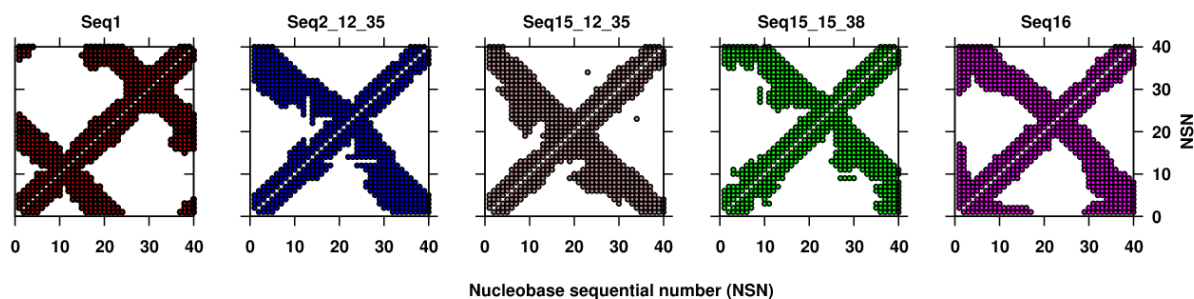 Seq1 Seq2_12_35 Seq15_12_35 Seq15_15_38 Seq16
40
30
20
10
0
NSN
0 10 20 30 40 0 10 20 30 40 0 10 20 30 40 0 10 20 30 40 0 10 20 30 40
Nucleobase sequential number (NSN)